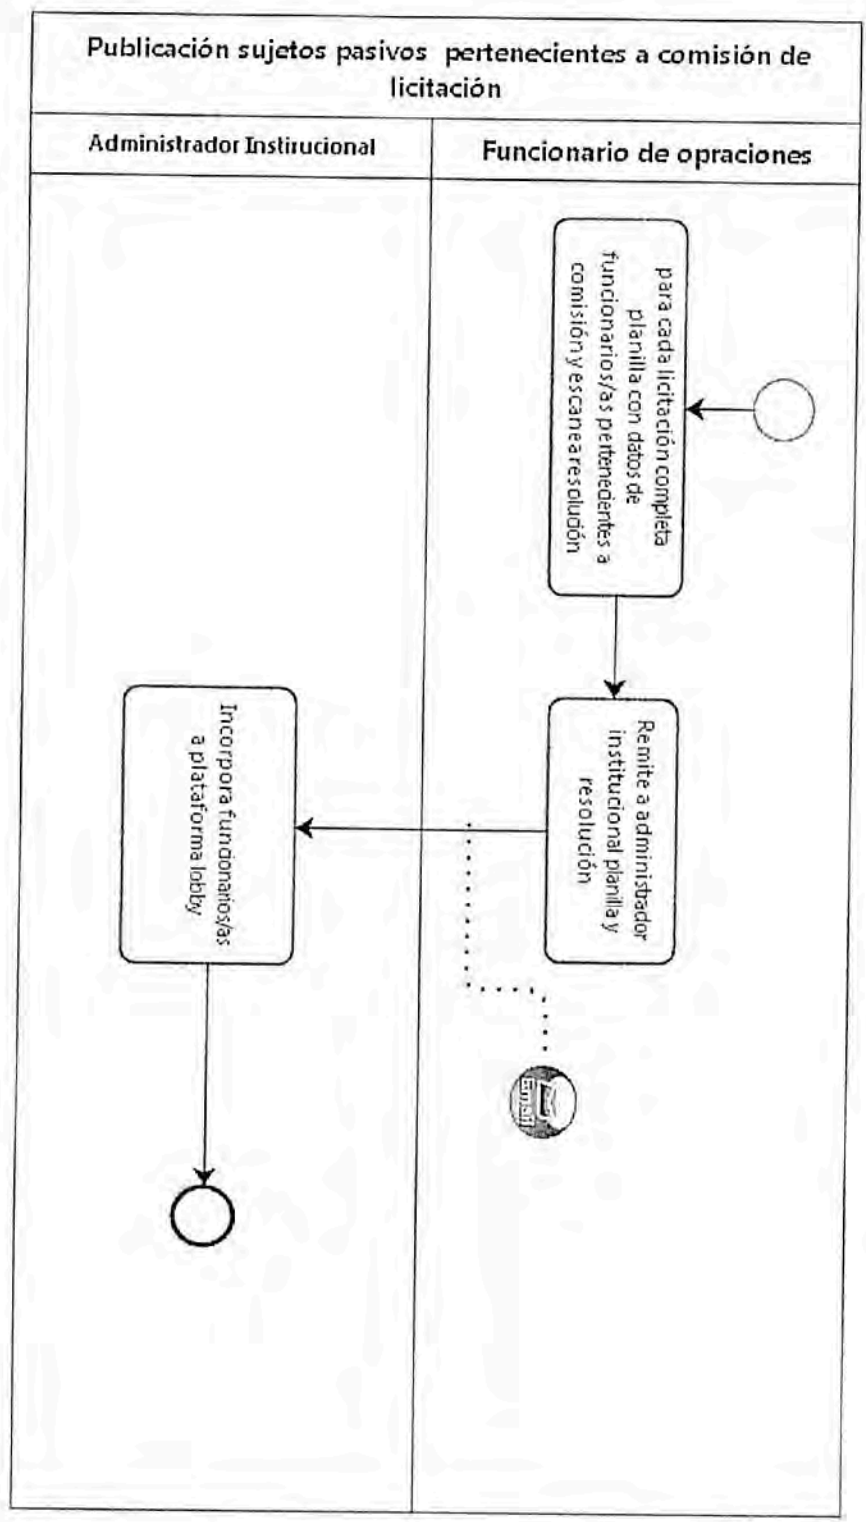 Publicación sujetos pasivos pertenecientes a comisión de
licitación
Administrador Institucional
Funcionario de opraciones
para cada licitación completa
planilla con datos de
funcionarios/as pertenecientes a
comisión y escanea resolución
Remite a administrador
institucional planilla y
resolución
Email
Incorpora funcionarios/as
a plataforma lobby